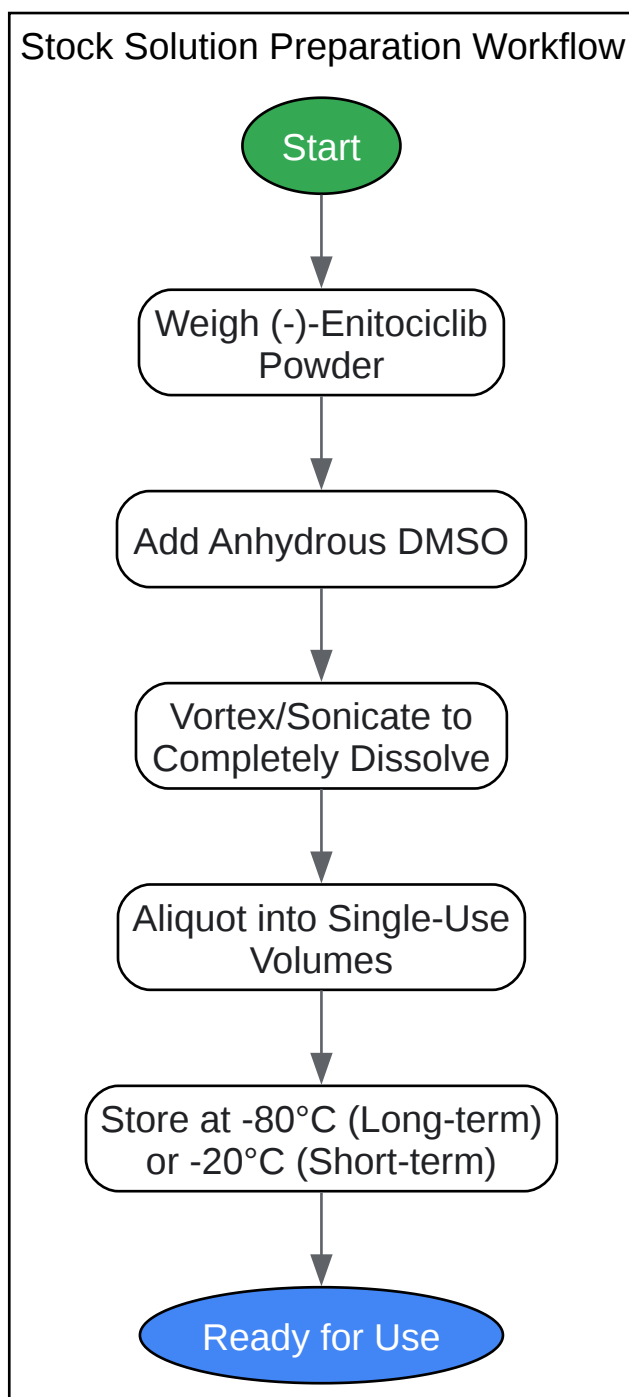 Stock Solution Preparation Workflow
Start
Weigh (-)-Enitociclib
Powder
Add Anhydrous DMSO
Vortex/Sonicate to
Completely Dissolve
Aliquot into Single-Use
Volumes
Store at -80°C (Long-term)
or -20°C (Short-term)
Ready for Use